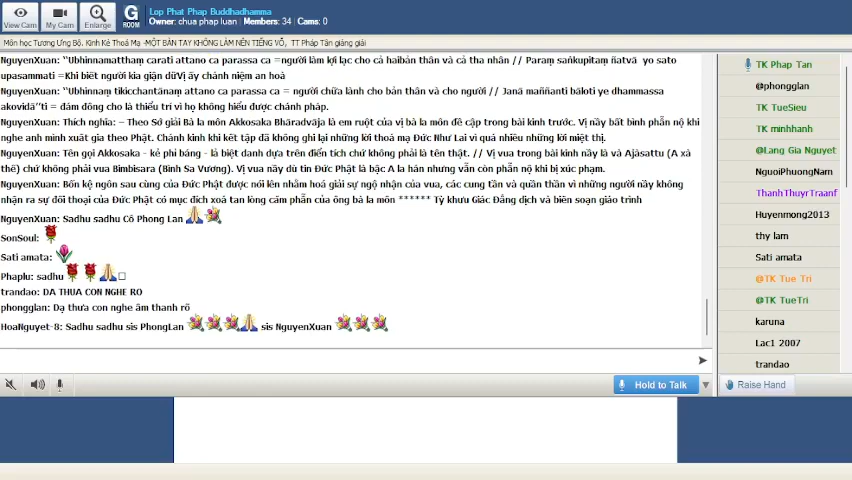 Lop Phat Phap Buddhadhamma
Owner: chua phap luan | Members: 34 | Cams: 0
View Cam
My Cam
Enlarge
G
ROOM
Môn học Tương Ưng Bộ. Kinh Kẻ Thoá Mạ -MỘT BÀN TAY KHÔNG LÀM NÊN TIẾNG VỖ, TT Pháp Tân giảng giải
NguyenXuan: “Ubhinnamatthaṃ carati attano ca parassa ca =người làm lợi lạc cho cả haibản thân và cả tha nhân // Paraṃ saṅkupitaṃ ñatvā yo sato
upasammati =Khi biết người kia giận dữVị ấy chánh niệm an hoà
NguyenXuan: “Ubhinnaṃ tikicchantānaṃ attano ca parassa ca = người chữa lành cho bản thân và cho người // Janā maññanti bāloti ye dhammassa
akovidā”ti = đám đông cho là thiểu trí vì họ không hiểu được chánh pháp.
NguyenXuan: Thích nghĩa: – Theo Sớ giải Bà la môn Akkosaka Bhāradvāja là em ruột của vị bà la môn đề cập trong bài kinh trước. Vị nầy bất bình phẫn nộ khi
nghe anh mình xuất gia theo Phật. Chánh kinh khi kết tập đã không ghi lại những lời thoá mạ Đức Như Lai vì quá nhiều những lời miệt thị.
NguyenXuan: Tên gọi Akkosaka - kẻ phỉ báng - là biệt danh dựa trên điển tích chứ không phải là tên thật. // Vị vua trong bài kinh nầy là vua Ajàsattu (A xà
thế) chứ không phải vua Bimbisara (Bình Sa Vương). Vị vua nầy dù tin Đức Phật là bậc A la hán nhưng vẫn còn phẫn nộ khi bị xúc phạm.
NguyenXuan: Bốn kệ ngôn sau cùng của Đức Phật được nói lên nhằm hoá giải sự ngộ nhận của vua, các cung tần và quần thần vì những người nầy không
nhận ra sự đối thoại của Đức Phật có mục đích xoá tan lòng cẩm phẫn của ông bà la môn ****** Tỳ khưu Giác Đẳng dịch và biên soạn giáo trình
NguyenXuan: Sadhu sadhu Cô Phong Lan
SonSoul:
Sati amata:
Phaplu: sadhu
trandao: DA THUA CON NGHE RO
phongglan: Dạ thưa con nghe âm thanh rõ
HoaNguyet-8: Sadhu sadhu sis PhongLan sis NguyenXuan
Hold to Talk
TK Phap Tan
@phongglan
TK TueSieu
TK minhhanh
@Lang Gia Nguyet
NguoiPhuongNam
ThanhThuyrTraanf
Huyenmong2013
thy lam
Sati amata
@TK Tue Tri
@TK TueTri
karuna
Lac1 2007
trandao
Raise Hand